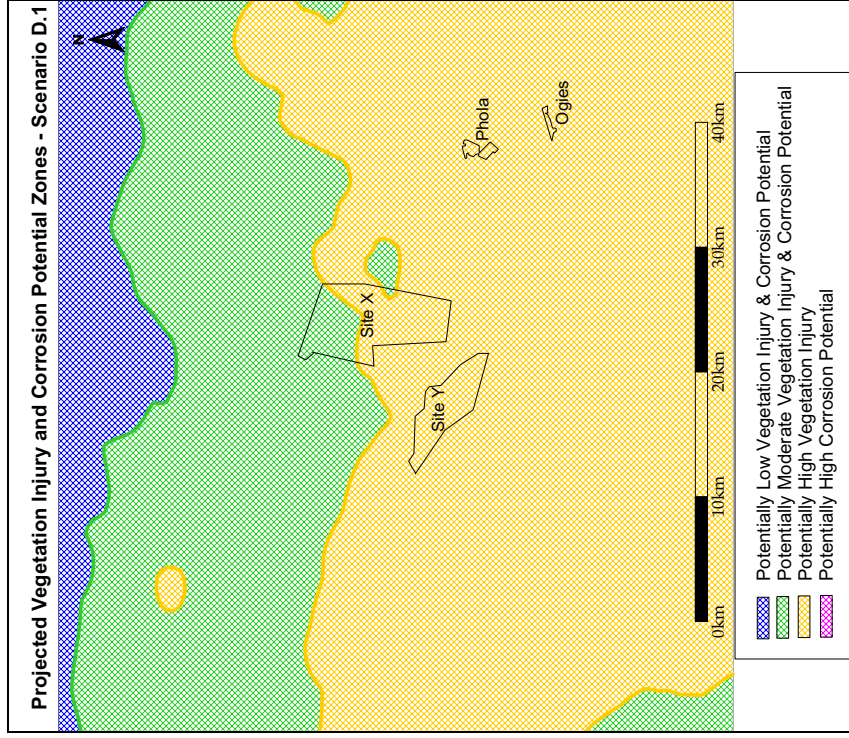 Projected Vegetation Injury and Corrosion Potential Zones - Scenario D.1
N
Phola
Ogies
Site X
Site Y
0km 10km 20km 30km 40km
Potentially Low Vegetation Injury & Corrosion Potential
Potentially Moderate Vegetation Injury & Corrosion Potential
Potentially High Vegetation Injury
Potentially High Corrosion Potential